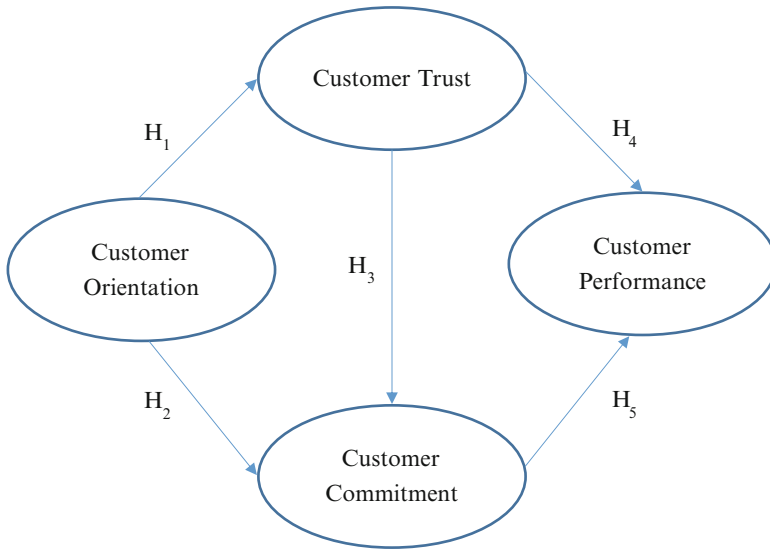 Customer Trust
H1
H4
Customer
Orientation
H3
Customer
Performance
H2
H5
Customer
Commitment